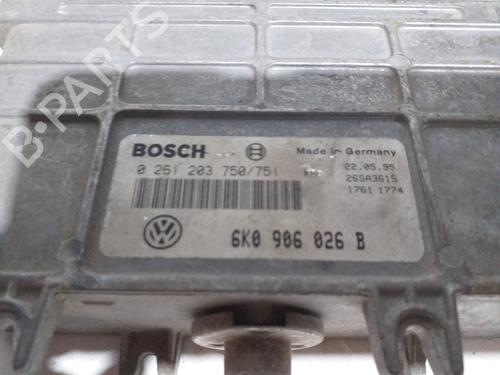 B-PARTS
BOSCH Made in Germany
0 261 203 750/751 22.05.95
26SA3615
1761 1774
6K0 906 026 B